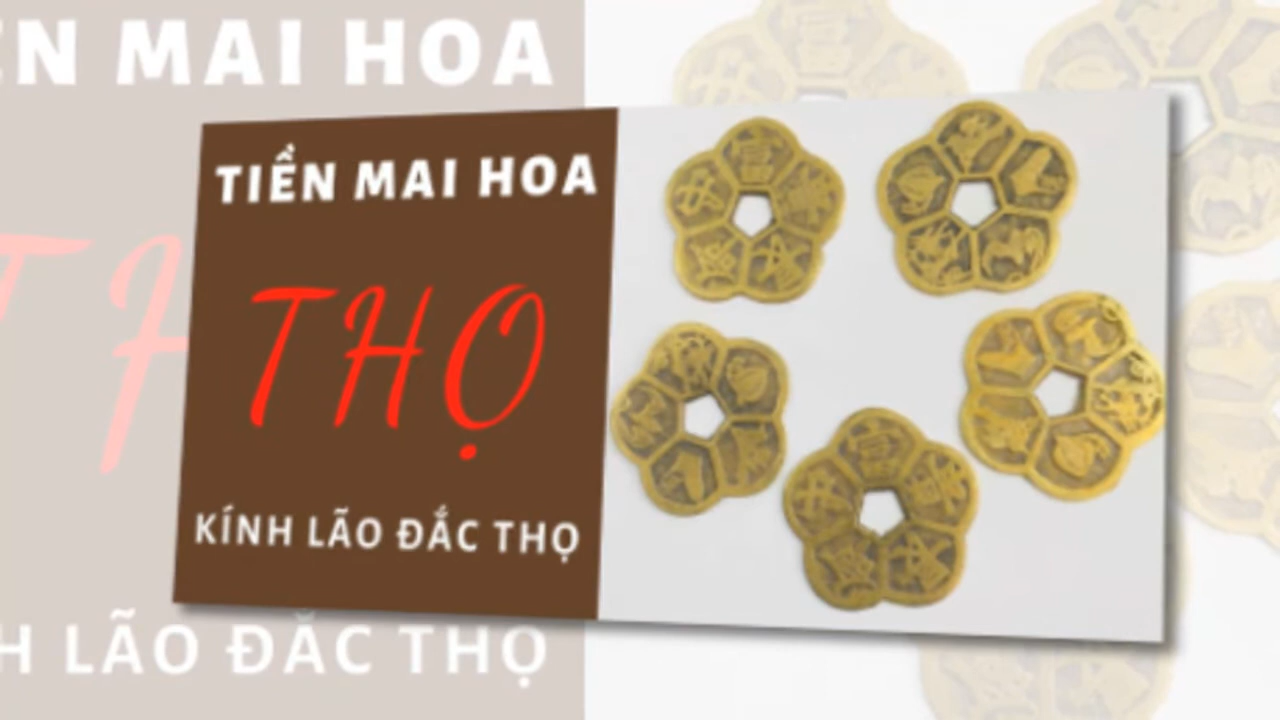 TIỀN MAI HOA
THỌ
KÍNH LÃO ĐẮC THỌ